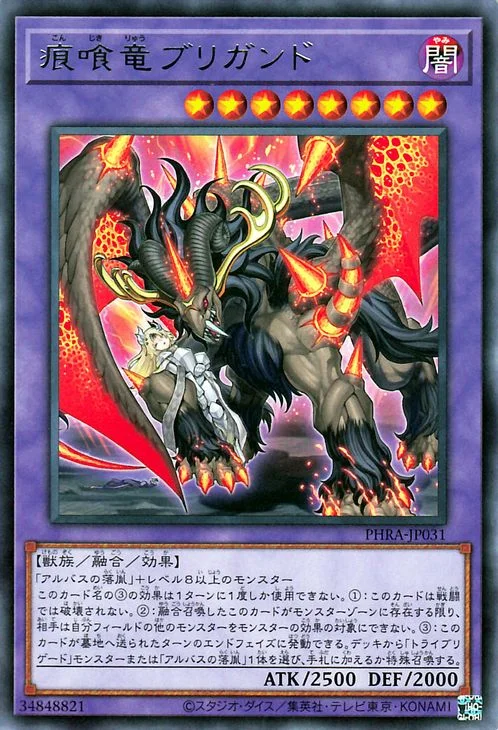 痕喰竜ブリガンド
闇
PHRA-JP031
【獣族/融合/効果】
「アルバスの落胤」+レベル8以上のモンスター
このカード名の③の効果は1ターンに1度しか使用できない。①:このカードは戦闘
では破壊されない。②:融合召喚したこのカードがモンスターゾーンに存在する限り、
相手は自分フィールドの他のモンスターをモンスターの効果の対象にできない。③:この
カードが墓地へ送られたターンのエンドフェイズに発動できる。デッキから「トライブリ
ゲード」モンスターまたは「アルバスの落胤」1体を選び、手札に加えるか特殊召喚する。
ATK/2500 DEF/2000
34848821
©スタジオ・ダイス/集英社・テレビ東京・KONAMI